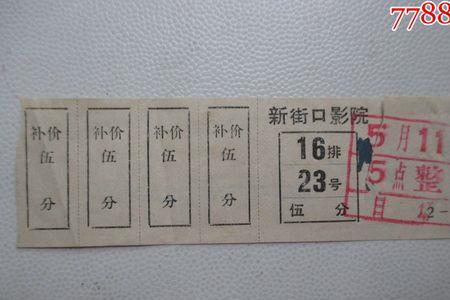 7788
补价
伍
分
补价
伍
分
补价
伍
分
补价
伍
分
新街口影院
16排
23号
伍 分
5月11
5点整